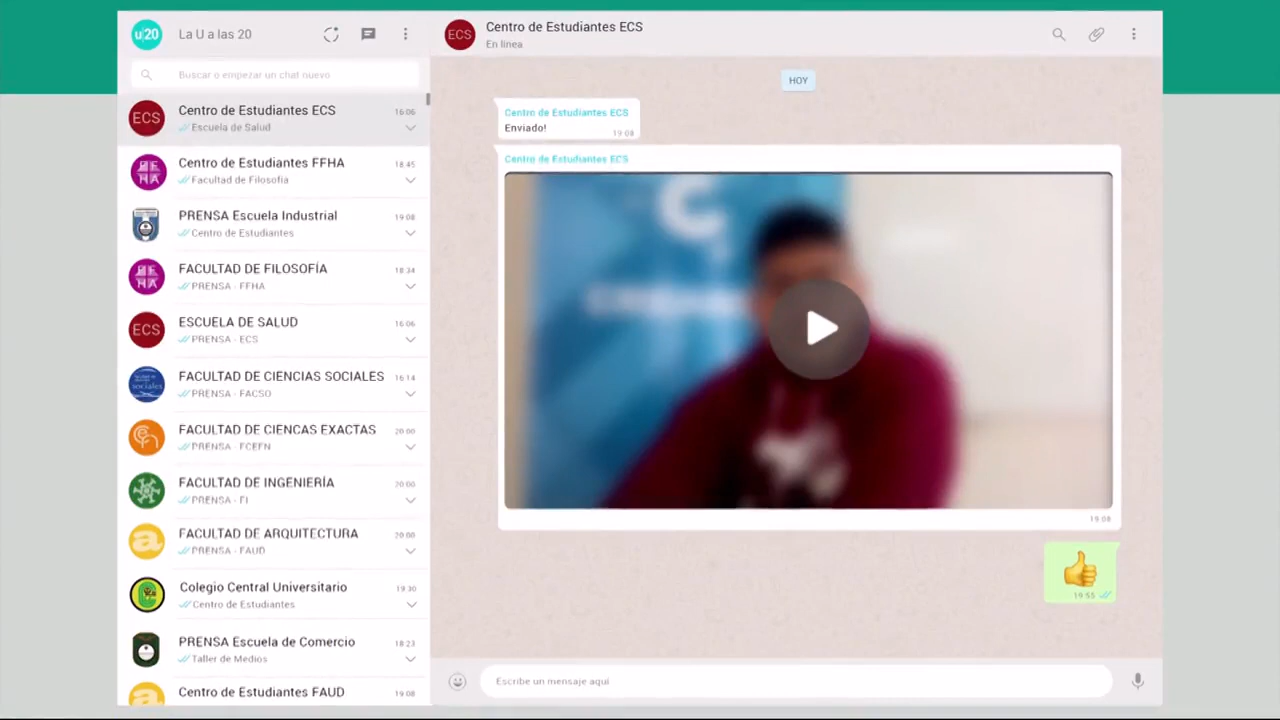 u|20
La U a las 20
Buscar o empezar un chat nuevo
ECS
Centro de Estudiantes ECS
16:06
Escuela de Salud
Centro de Estudiantes FFHA
18:45
Facultad de Filosofía
PRENSA Escuela Industrial
19:08
Centro de Estudiantes
FACULTAD DE FILOSOFÍA
18:34
PRENSA - FFHA
ECS
ESCUELA DE SALUD
16:06
PRENSA - ECS
FACULTAD DE CIENCIAS SOCIALES
16:14
PRENSA - FACSO
FACULTAD DE CIENCAS EXACTAS
20:00
PRENSA - FCEFN
FACULTAD DE INGENIERÍA
20:00
PRENSA - FI
FACULTAD DE ARQUITECTURA
20:00
PRENSA - FAUD
Colegio Central Universitario
19:30
Centro de Estudiantes
PRENSA Escuela de Comercio
18:23
Taller de Medios
Centro de Estudiantes FAUD
19:08
ECS
Centro de Estudiantes ECS
En línea
HOY
Centro de Estudiantes ECS
Enviado!
19:08
Centro de Estudiantes ECS
19:08
19:55
Escribe un mensaje aquí